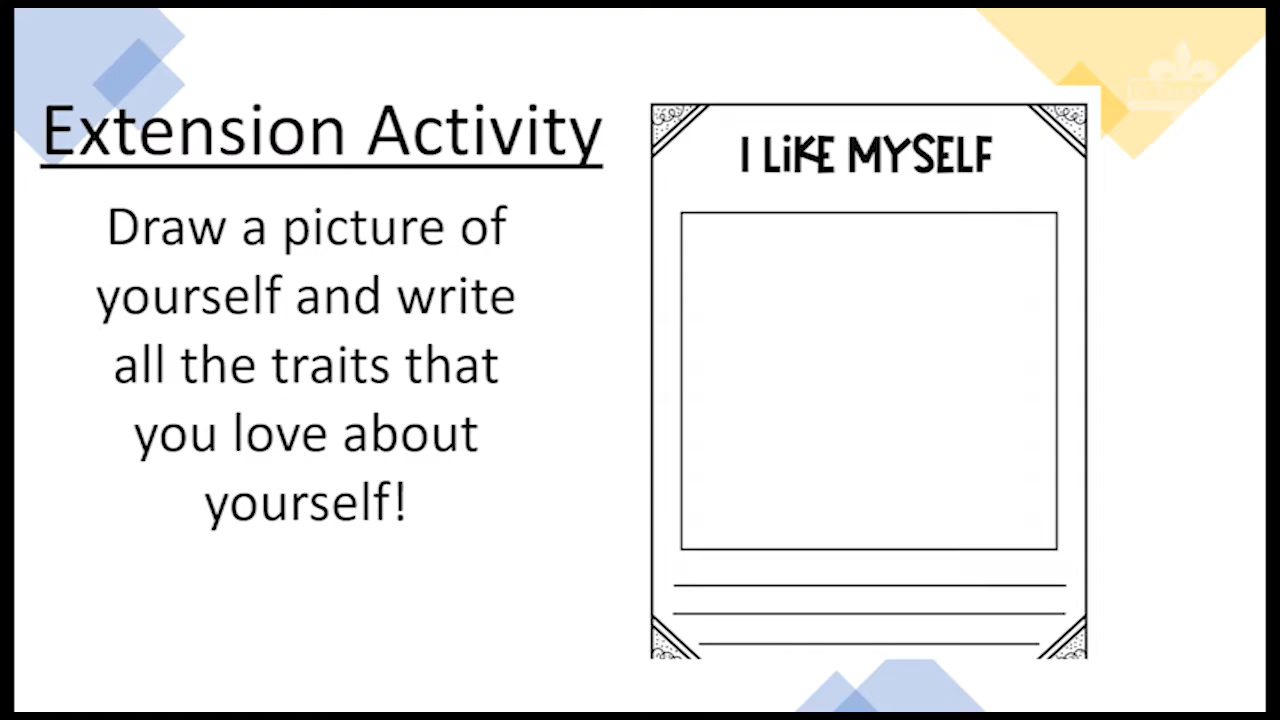 Extension Activity
Draw a picture of
yourself and write
all the traits that
you love about
yourself!
I LiKE MYSELF